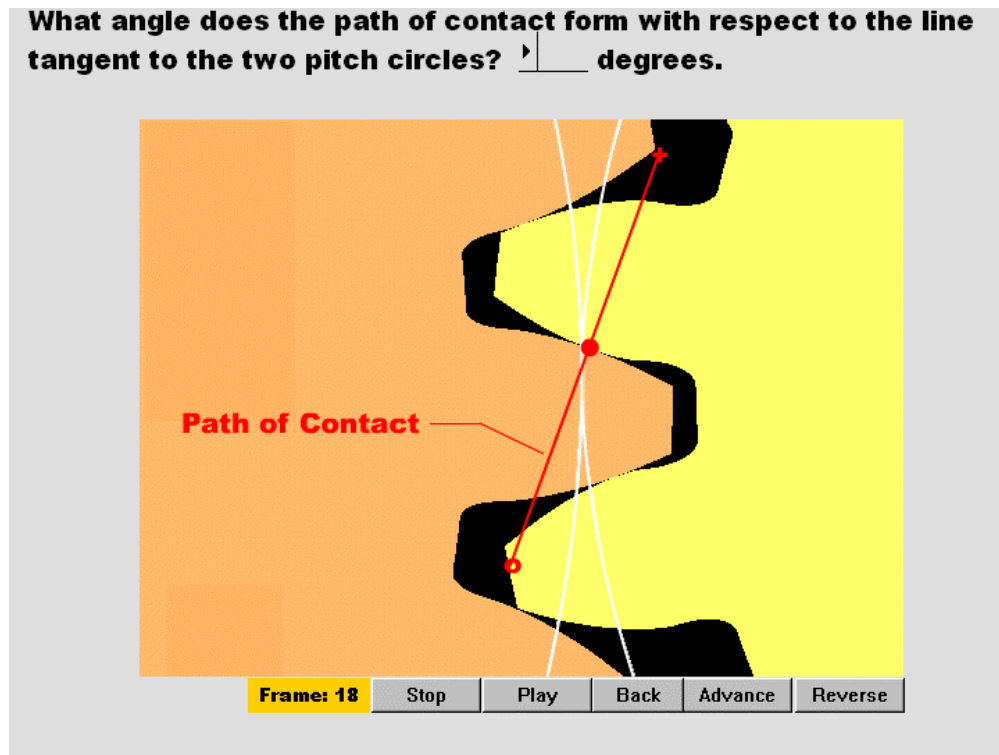 What angle does the path of contact form with respect to the line
tangent to the two pitch circles? ____ degrees.
Path of Contact
Frame: 18 Stop Play Back Advance Reverse